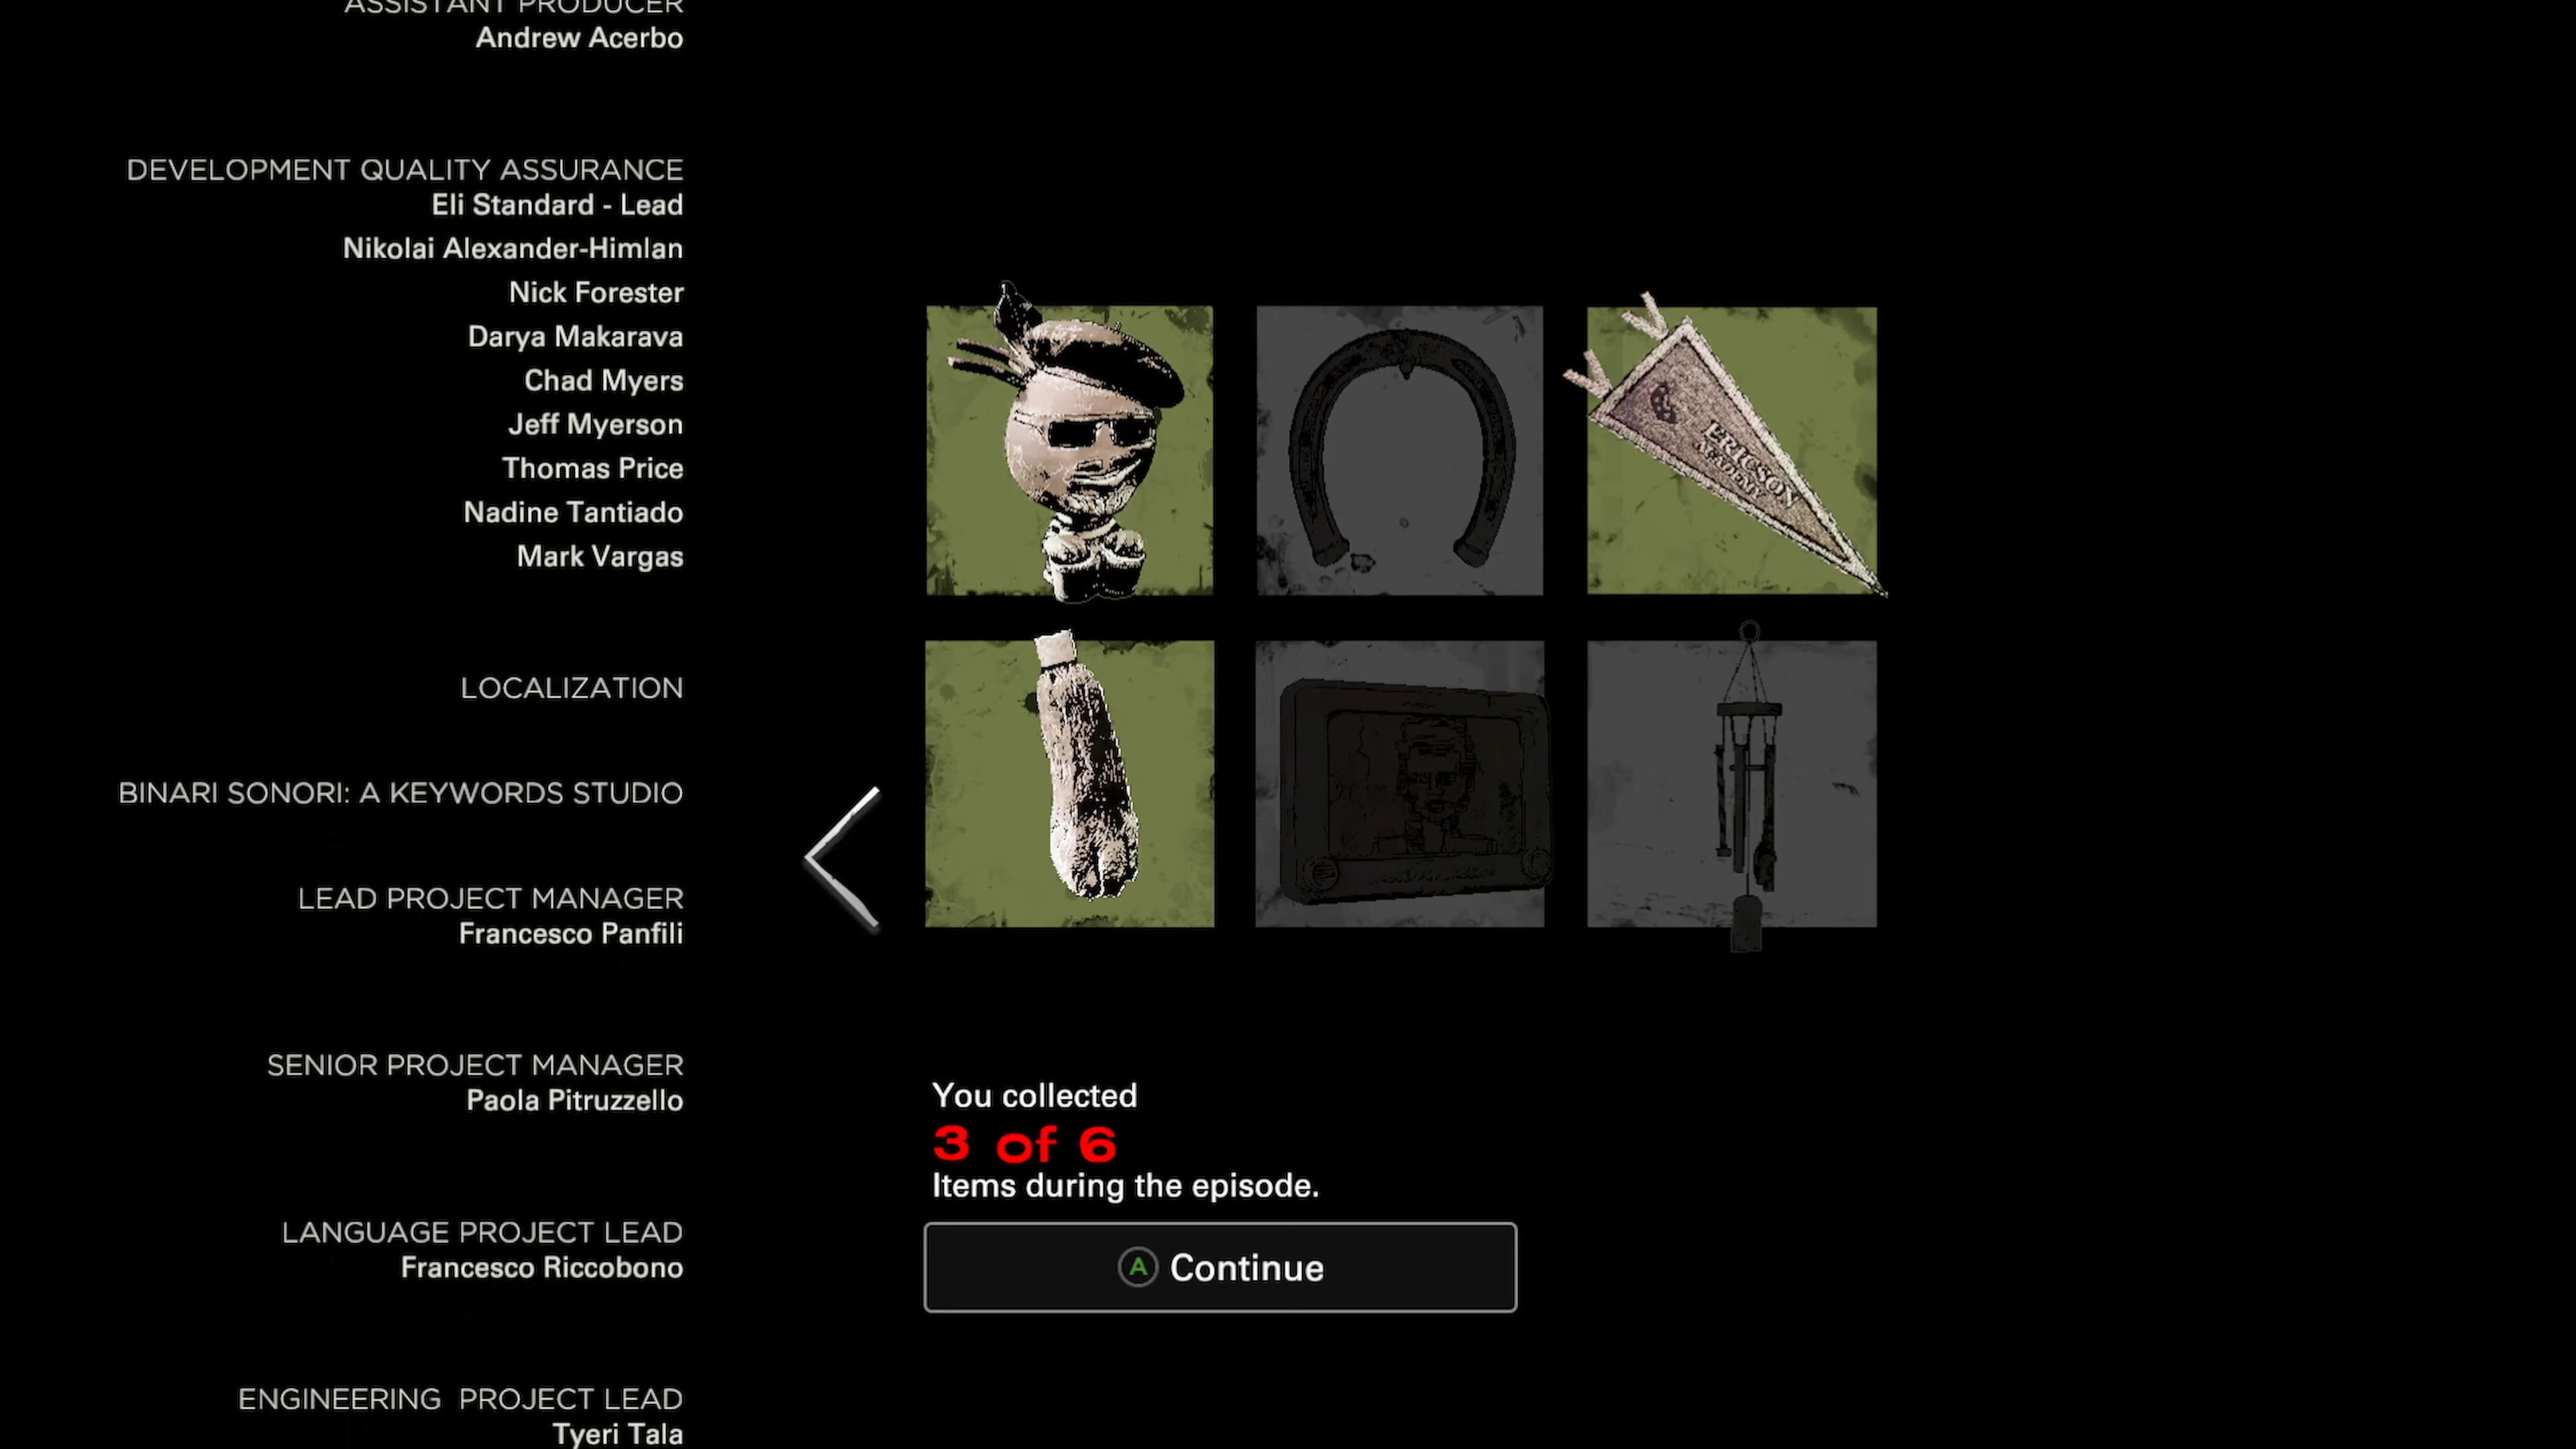 ASSISTANT PRODUCER
Andrew Acerbo
DEVELOPMENT QUALITY ASSURANCE
Eli Standard - Lead
Nikolai Alexander-Himlan
Nick Forester
Darya Makarava
Chad Myers
Jeff Myerson
Thomas Price
Nadine Tantiado
Mark Vargas
LOCALIZATION
BINARI SONORI: A KEYWORDS STUDIO
LEAD PROJECT MANAGER
Francesco Panfili
SENIOR PROJECT MANAGER
Paola Pitruzzello
LANGUAGE PROJECT LEAD
Francesco Riccobono
ENGINEERING PROJECT LEAD
Tyeri Tala
ERICSON
ACADEMY
You collected
3 of 6
Items during the episode.
A Continue